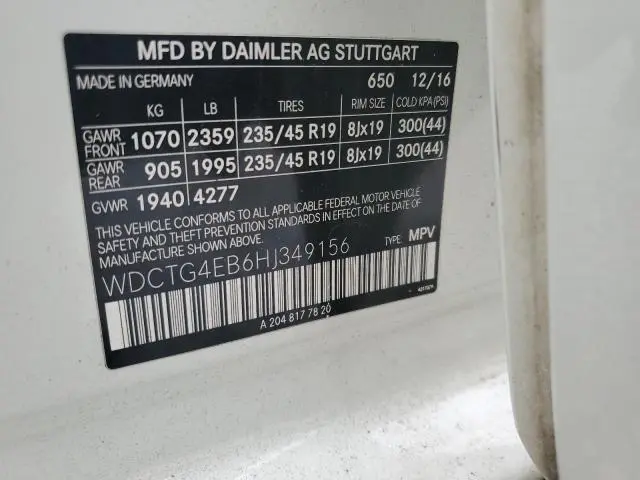 MFD BY DAIMLER AG STUTTGART
MADE IN GERMANY 650 12/16
KG LB TIRES RIM SIZE COLD KPA(PSI)
GAWR FRONT 1070 2359 235/45 R19 8Jx19 300(44)
GAWR REAR 905 1995 235/45 R19 8Jx19 300(44)
GVWR 1940 4277
THIS VEHICLE CONFORMS TO ALL APPLICABLE FEDERAL MOTOR VEHICLE
SAFETY AND THEFT PREVENTION STANDARDS IN EFFECT ON THE DATE OF
MANUFACTURE SHOWN ABOVE.
WDCTG4EB6HJ349156 TYPE: MPV
A 204 817 78 20